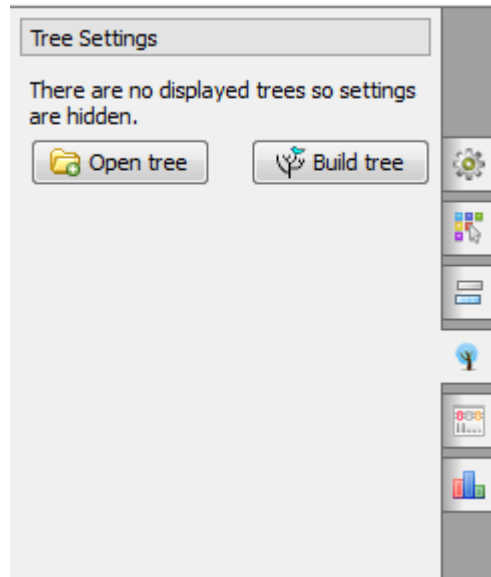 Tree Settings
There are no displayed trees so settings
are hidden.
Open tree
Build tree